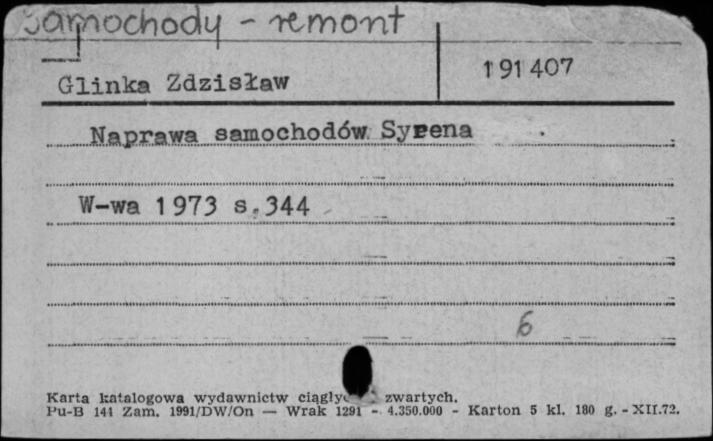 Samochody - remont
191407
Glinka Zdzisław
Naprawa samochodów Syrena
W-wa 1973 s.344
6
Karta katalogowa wydawnictw ciągły zwartych.
Pu-B 141 Zam. 1991/DW/On — Wrak 1291 - 4.350.000 - Karton 5 kl. 180 g. - XII.72.